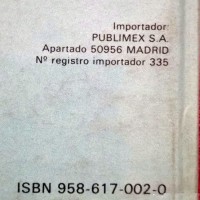 Importador:
PUBLIMEX S.A.
Apartado 50956 MADRID
Nº registro importador 335
ISBN 958-617-002-0